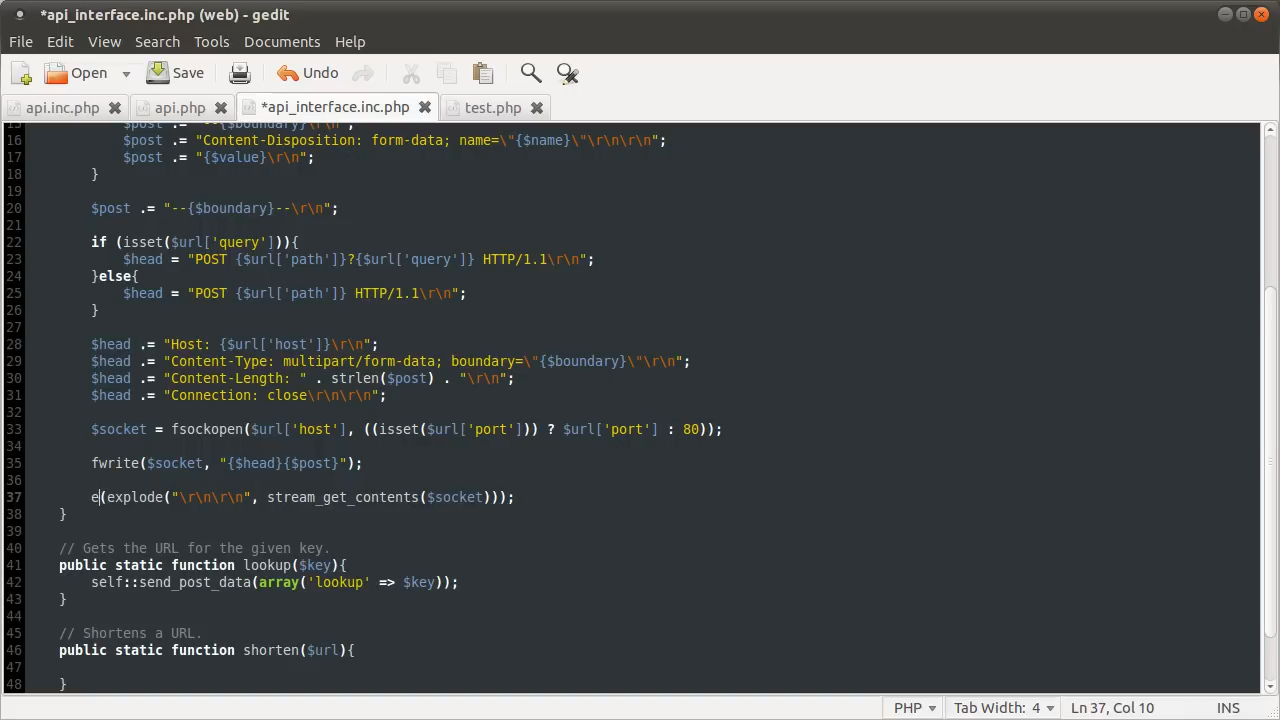 *api_interface.inc.php (web) - gedit
File Edit View Search Tools Documents Help
Open Save Undo
api.inc.php api.php *api_interface.inc.php test.php
15 $post .= "--{$boundary}\r\n";
16 $post .= "Content-Disposition: form-data; name=\"{$name}\"\r\n\r\n";
17 $post .= "{$value}\r\n";
18 }
19
20 $post .= "--{$boundary}--\r\n";
21
22 if (isset($url['query'])){
23 $head = "POST {$url['path']}?{$url['query']} HTTP/1.1\r\n";
24 }else{
25 $head = "POST {$url['path']} HTTP/1.1\r\n";
26 }
27
28 $head .= "Host: {$url['host']}\r\n";
29 $head .= "Content-Type: multipart/form-data; boundary=\"{$boundary}\"\r\n";
30 $head .= "Content-Length: " . strlen($post) . "\r\n";
31 $head .= "Connection: close\r\n\r\n";
32
33 $socket = fsockopen($url['host'], ((isset($url['port'])) ? $url['port'] : 80));
34
35 fwrite($socket, "{$head}{$post}");
36
37 e(explode("\r\n\r\n", stream_get_contents($socket)));
38 }
39
40 // Gets the URL for the given key.
41 public static function lookup($key){
42 self::send_post_data(array('lookup' => $key));
43 }
44
45 // Shortens a URL.
46 public static function shorten($url){
47
48 }
PHP Tab Width: 4 Ln 37, Col 10 INS